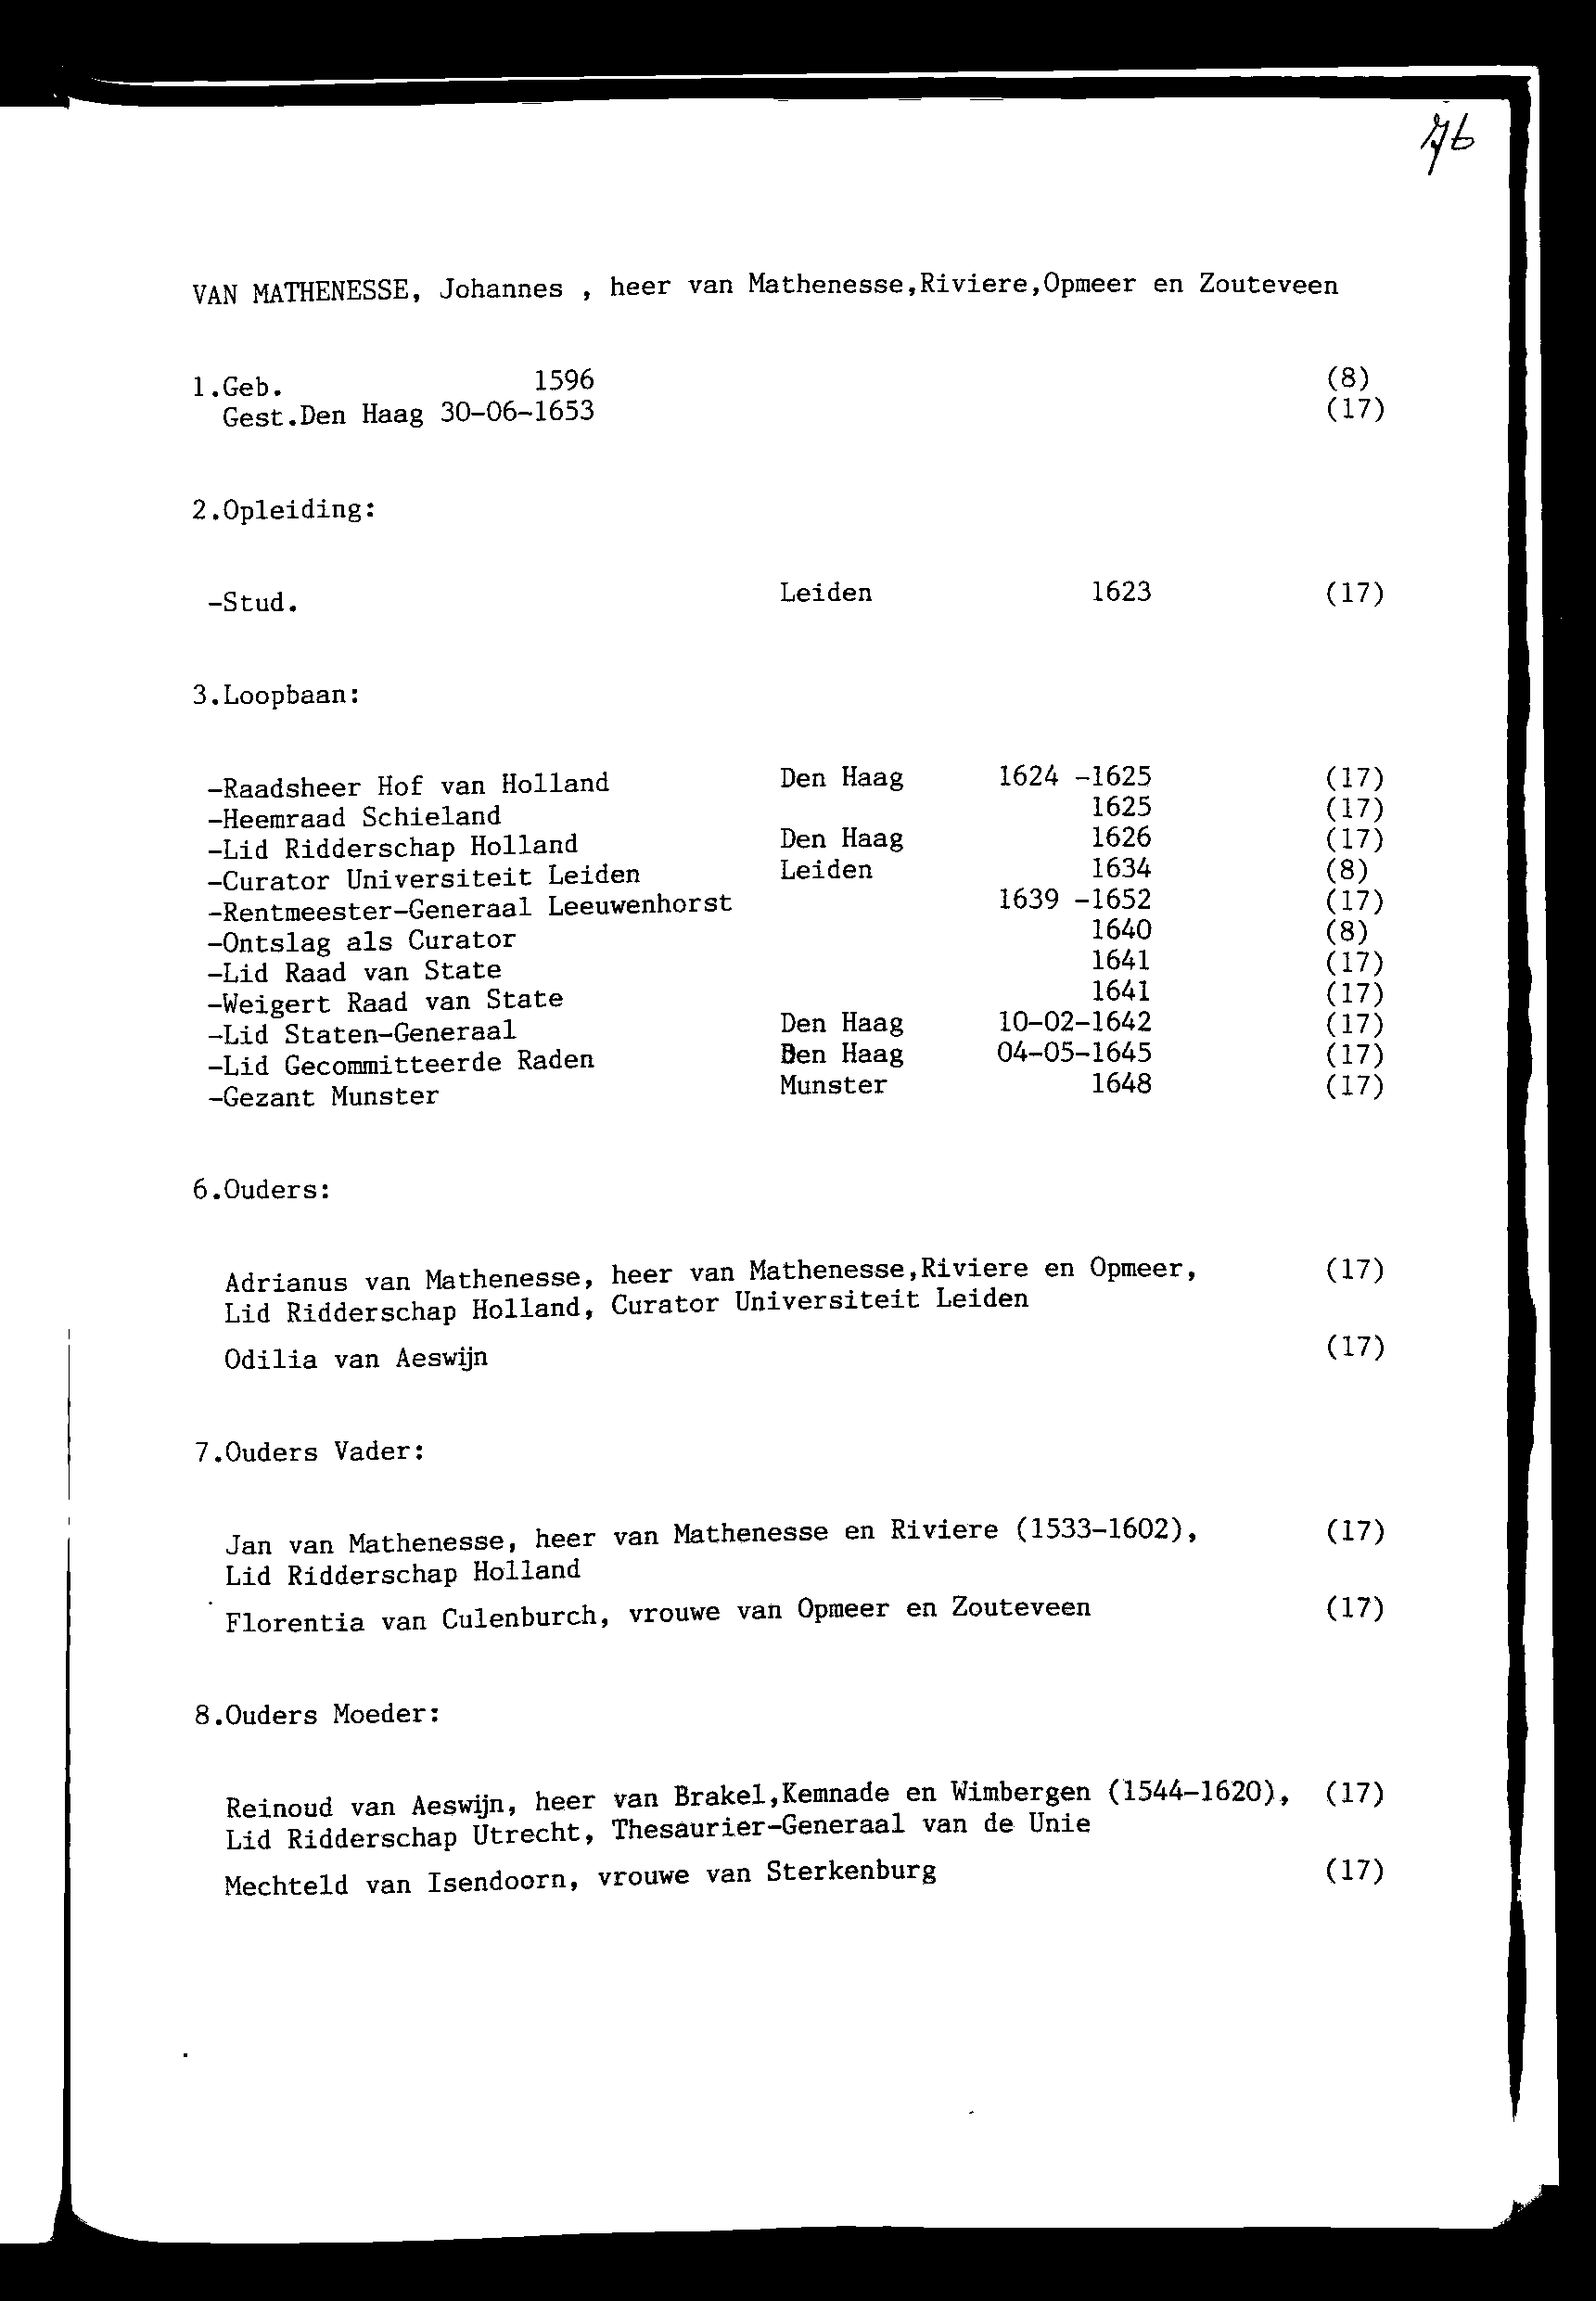 76
VAN MATHENESSE, Johannes , heer van Mathenesse,Riviere,Opmeer en Zouteveen
1.Geb. 1596 (8)
Gest.Den Haag 30-06-1653 (17)
2.Opleiding:
-Stud. Leiden 1623 (17)
3.Loopbaan:
-Raadsheer Hof van Holland Den Haag 1624 -1625 (17)
-Heemraad Schieland 1625 (17)
-Lid Ridderschap Holland Den Haag 1626 (17)
-Curator Universiteit Leiden Leiden 1634 (8)
-Rentmeester-Generaal Leeuwenhorst 1639 -1652 (17)
-Ontslag als Curator 1640 (8)
-Lid Raad van State 1641 (17)
-Weigert Raad van State 1641 (17)
-Lid Staten-Generaal Den Haag 10-02-1642 (17)
-Lid Gecommitteerde Raden Den Haag 04-05-1645 (17)
-Gezant Munster Munster 1648 (17)
6.Ouders:
Adrianus van Mathenesse, heer van Mathenesse,Riviere en Opmeer, (17)
Lid Ridderschap Holland, Curator Universiteit Leiden
Odilia van Aeswijn (17)
7.Ouders Vader:
Jan van Mathenesse, heer van Mathenesse en Riviere (1533-1602), (17)
Lid Ridderschap Holland
Florentia van Culenburch, vrouwe van Opmeer en Zouteveen (17)
8.Ouders Moeder:
Reinoud van Aeswijn, heer van Brakel,Kemnade en Wimbergen (1544-1620), (17)
Lid Ridderschap Utrecht, Thesaurier-Generaal van de Unie
Mechteld van Isendoorn, vrouwe van Sterkenburg (17)